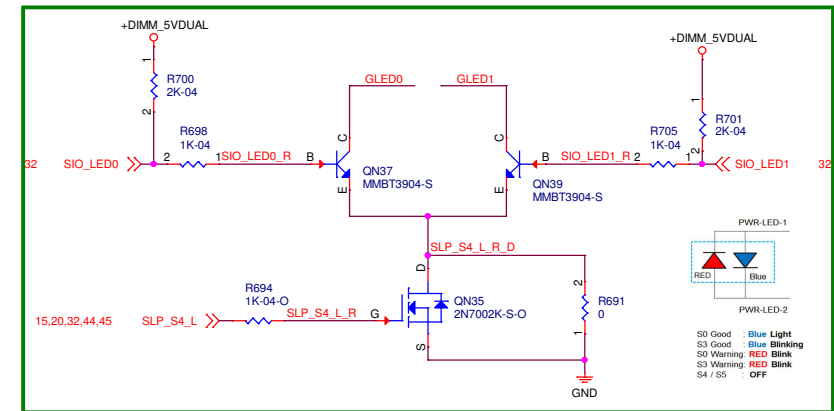 +DIMM_5VDUAL
+DIMM_5VDUAL
1
R700
2K-04
2
GLED0
GLED1
1
R701
2K-04
2
R698
1K-04
R705
1K-04
32
SIO_LED0
2
1
SIO_LED0_R
B
C
E
QN37
MMBT3904-S
C
E
B
SIO_LED1_R
2
1
SIO_LED1
32
QN39
MMBT3904-S
SLP_S4_L_R_D
R694
1K-04-O
15,20,32,44,45
SLP_S4_L
SLP_S4_L_R
G
D
S
QN35
2N7002K-S-O
2
R691
0
1
GND
PWR-LED-1
RED
Blue
PWR-LED-2
S0 Good : Blue Light
S3 Good : Blue Blinking
S0 Warning: RED Blink
S3 Warning: RED Blink
S4 / S5 : OFF